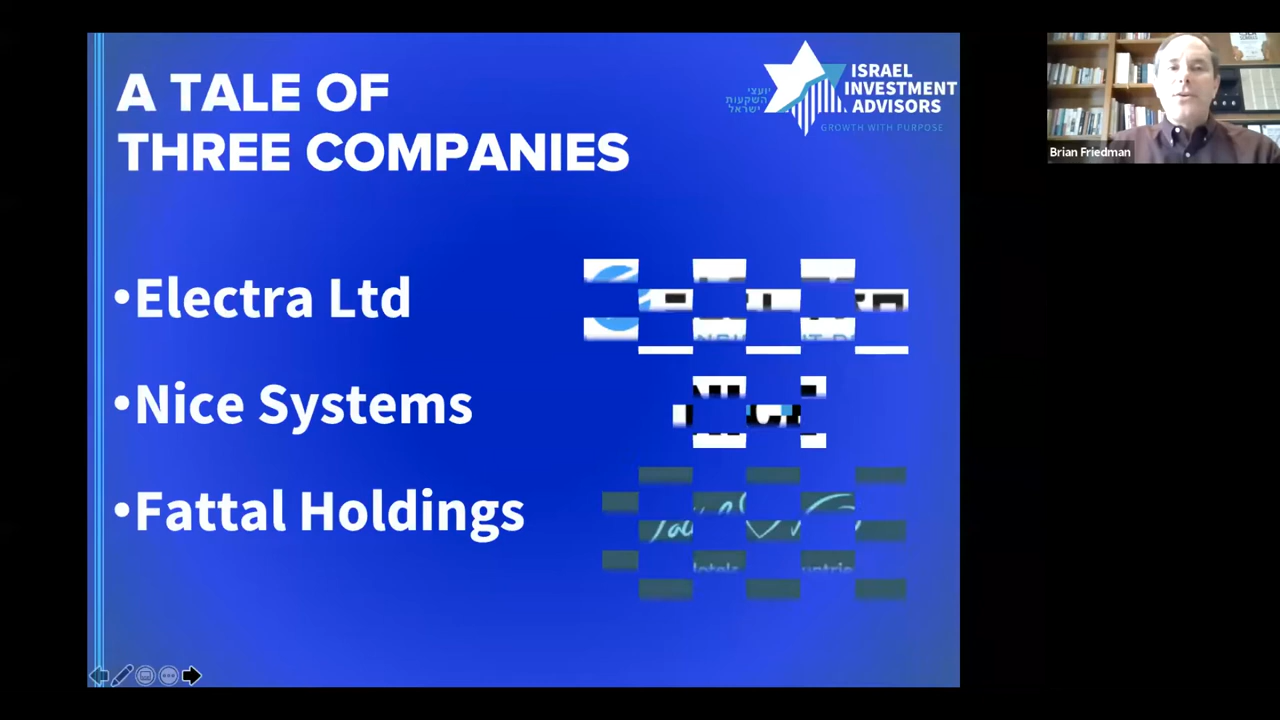 A TALE OF
THREE COMPANIES
יועצי
השקעות
ישראל
ISRAEL
INVESTMENT
ADVISORS
GROWTH WITH PURPOSE
•Electra Ltd
•Nice Systems
•Fattal Holdings
Brian Friedman